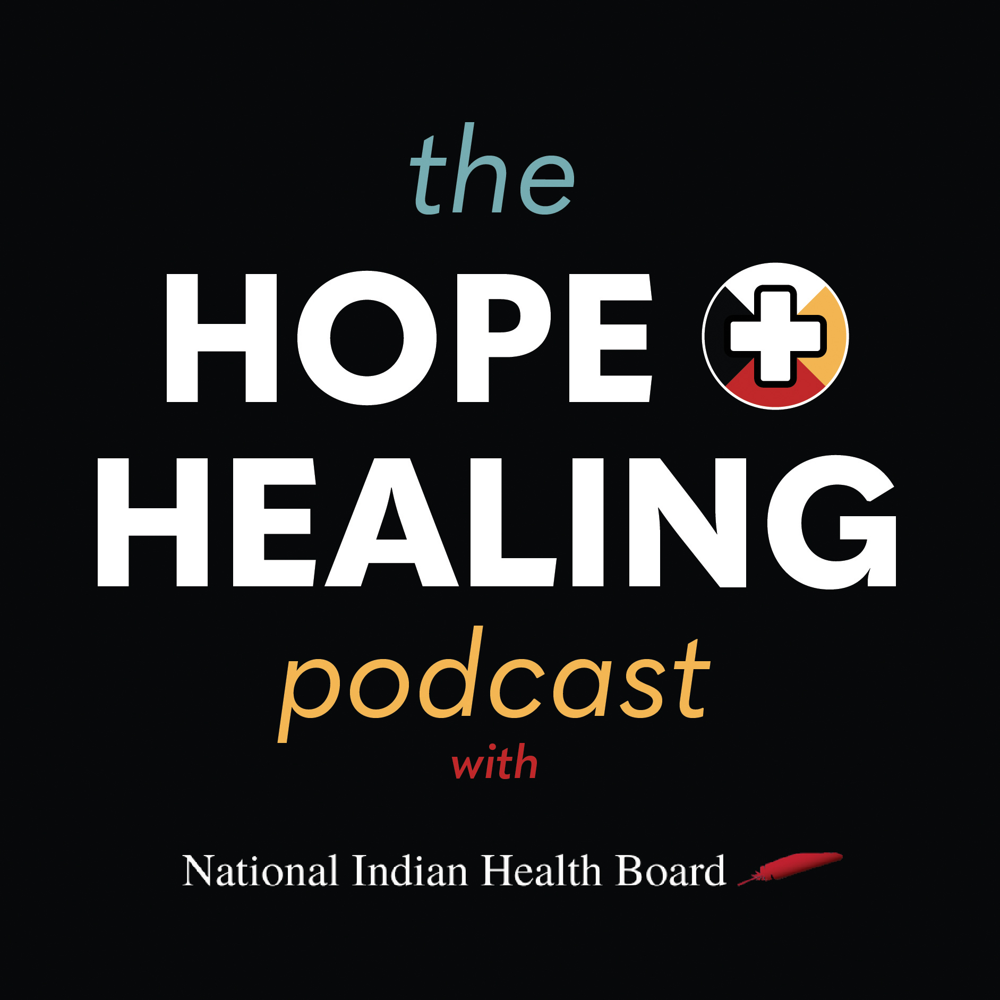 the
HOPE +
HEALING
podcast
with
National Indian Health Board